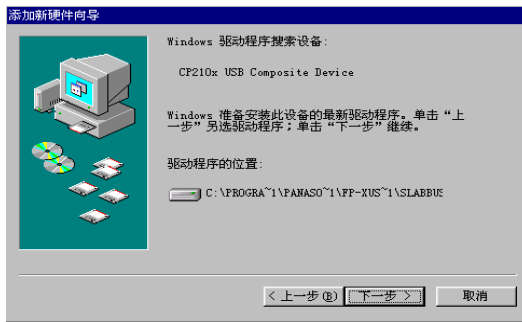 添加新硬件向导
Windows 驱动程序搜索设备:
CP210x USB Composite Device
Windows 准备安装此设备的最新驱动程序。单击“上
一步”另选驱动程序；单击“下一步”继续。
驱动程序的位置:
C:\PROGRA~1\PANASO~1\FP-XUS~1\SLABBUS
< 上一步(B)
下一步 >
取消